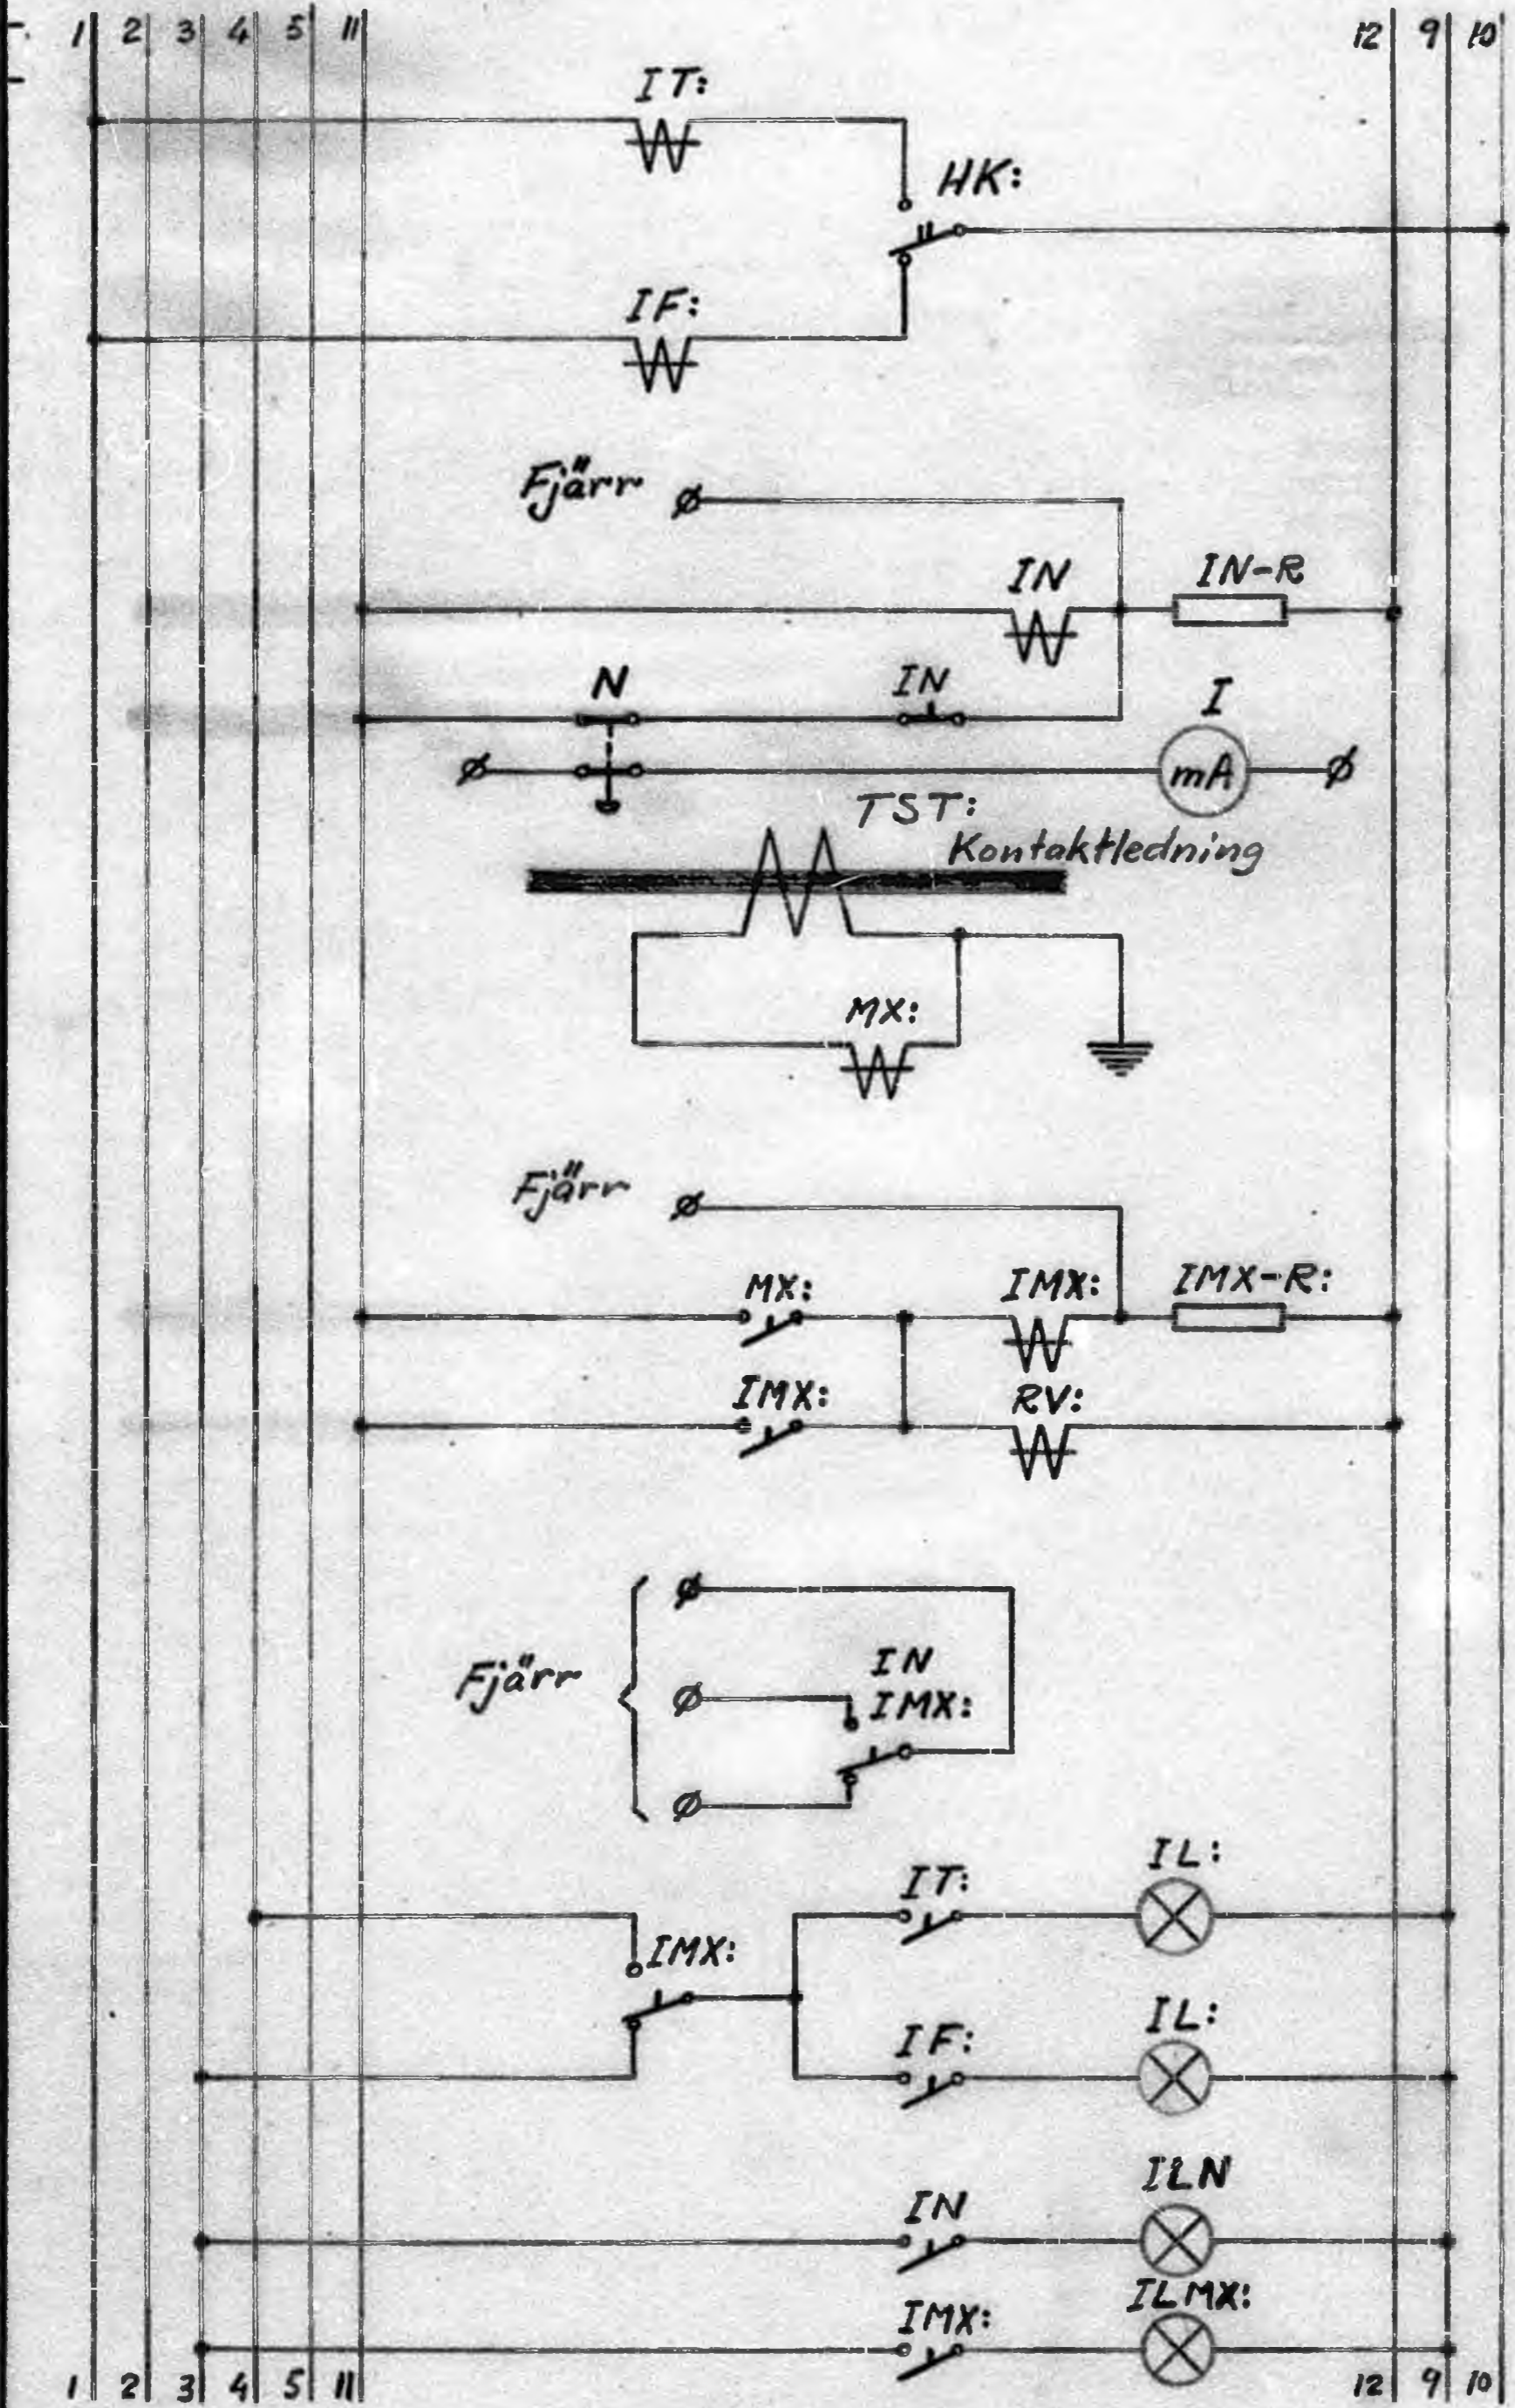 1 2 3 4 5 11 12 9 10
IT:
HK:
IF:
Fjärr
IN IN-R
N IN I
mA
TST:
Kontaktledning
MX:
Fjärr
MX: IMX: IMX-R:
IMX: RV:
Fjärr
IN
IMX:
IT: IL:
IMX:
IF: IL:
IN ILN
IMX: ILMX:
1 2 3 4 5 11 12 9 10